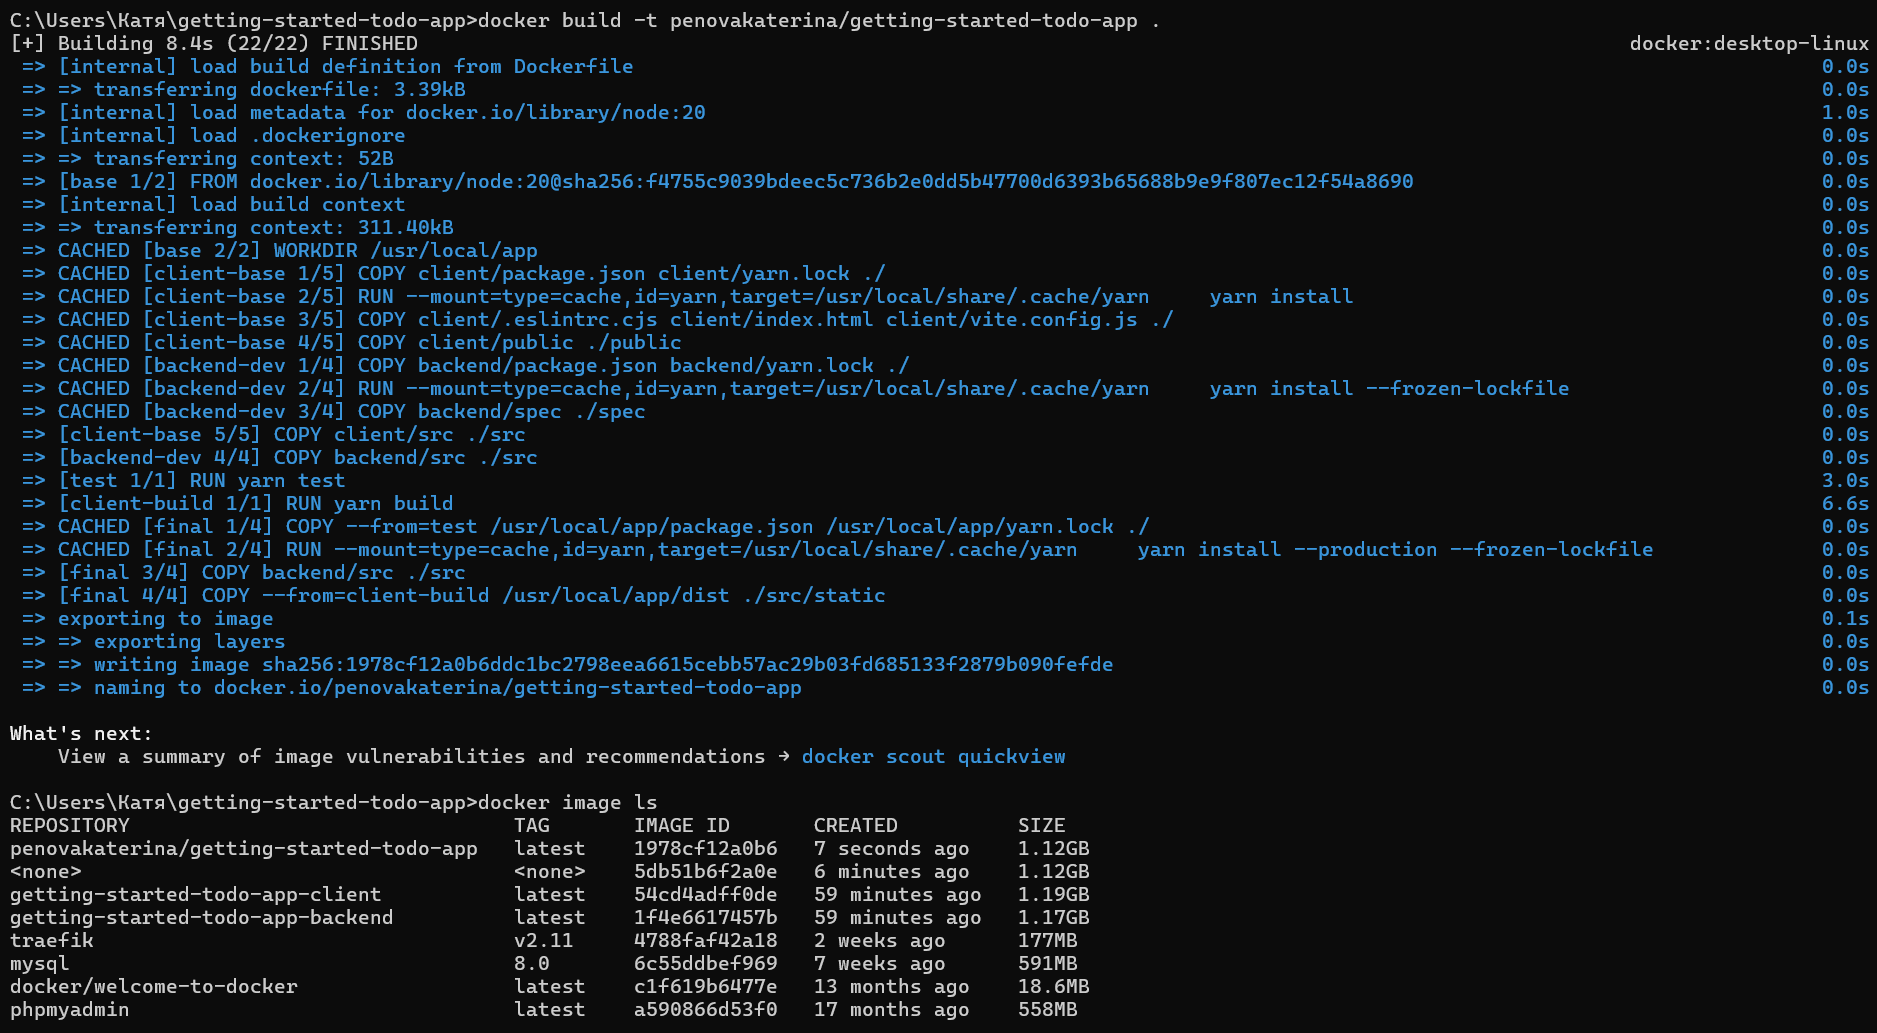 C:\Users\Катя\getting-started-todo-app>docker build -t penovakaterina/getting-started-todo-app .
[+] Building 8.4s (22/22) FINISHED docker:desktop-linux
=> [internal] load build definition from Dockerfile 0.0s
=> => transferring dockerfile: 3.39kB 0.0s
=> [internal] load metadata for docker.io/library/node:20 1.0s
=> [internal] load .dockerignore 0.0s
=> => transferring context: 52B 0.0s
=> [base 1/2] FROM docker.io/library/node:20@sha256:f4755c9039bdeec5c736b2e0dd5b47700d6393b65688b9e9f807ec12f54a8690 0.0s
=> [internal] load build context 0.0s
=> => transferring context: 311.40kB 0.0s
=> CACHED [base 2/2] WORKDIR /usr/local/app 0.0s
=> CACHED [client-base 1/5] COPY client/package.json client/yarn.lock ./ 0.0s
=> CACHED [client-base 2/5] RUN --mount=type=cache,id=yarn,target=/usr/local/share/.cache/yarn     yarn install 0.0s
=> CACHED [client-base 3/5] COPY client/.eslintrc.cjs client/index.html client/vite.config.js ./ 0.0s
=> CACHED [client-base 4/5] COPY client/public ./public 0.0s
=> CACHED [backend-dev 1/4] COPY backend/package.json backend/yarn.lock ./ 0.0s
=> CACHED [backend-dev 2/4] RUN --mount=type=cache,id=yarn,target=/usr/local/share/.cache/yarn     yarn install --frozen-lockfile 0.0s
=> CACHED [backend-dev 3/4] COPY backend/spec ./spec 0.0s
=> [client-base 5/5] COPY client/src ./src 0.0s
=> [backend-dev 4/4] COPY backend/src ./src 0.0s
=> [test 1/1] RUN yarn test 3.0s
=> [client-build 1/1] RUN yarn build 6.6s
=> CACHED [final 1/4] COPY --from=test /usr/local/app/package.json /usr/local/app/yarn.lock ./ 0.0s
=> CACHED [final 2/4] RUN --mount=type=cache,id=yarn,target=/usr/local/share/.cache/yarn     yarn install --production --frozen-lockfile 0.0s
=> [final 3/4] COPY backend/src ./src 0.0s
=> [final 4/4] COPY --from=client-build /usr/local/app/dist ./src/static 0.0s
=> exporting to image 0.1s
=> => exporting layers 0.0s
=> => writing image sha256:1978cf12a0b6ddc1bc2798eea6615cebb57ac29b03fd685133f2879b090fefde 0.0s
=> => naming to docker.io/penovakaterina/getting-started-todo-app 0.0s
What's next:
View a summary of image vulnerabilities and recommendations → docker scout quickview
C:\Users\Катя\getting-started-todo-app>docker image ls
REPOSITORY TAG IMAGE ID CREATED SIZE
penovakaterina/getting-started-todo-app latest 1978cf12a0b6 7 seconds ago 1.12GB
<none> <none> 5db51b6f2a0e 6 minutes ago 1.12GB
getting-started-todo-app-client latest 54cd4adff0de 59 minutes ago 1.19GB
getting-started-todo-app-backend latest 1f4e6617457b 59 minutes ago 1.17GB
traefik v2.11 4788faf42a18 2 weeks ago 177MB
mysql 8.0 6c55ddbef969 7 weeks ago 591MB
docker/welcome-to-docker latest c1f619b6477e 13 months ago 18.6MB
phpmyadmin latest a590866d53f0 17 months ago 558MB